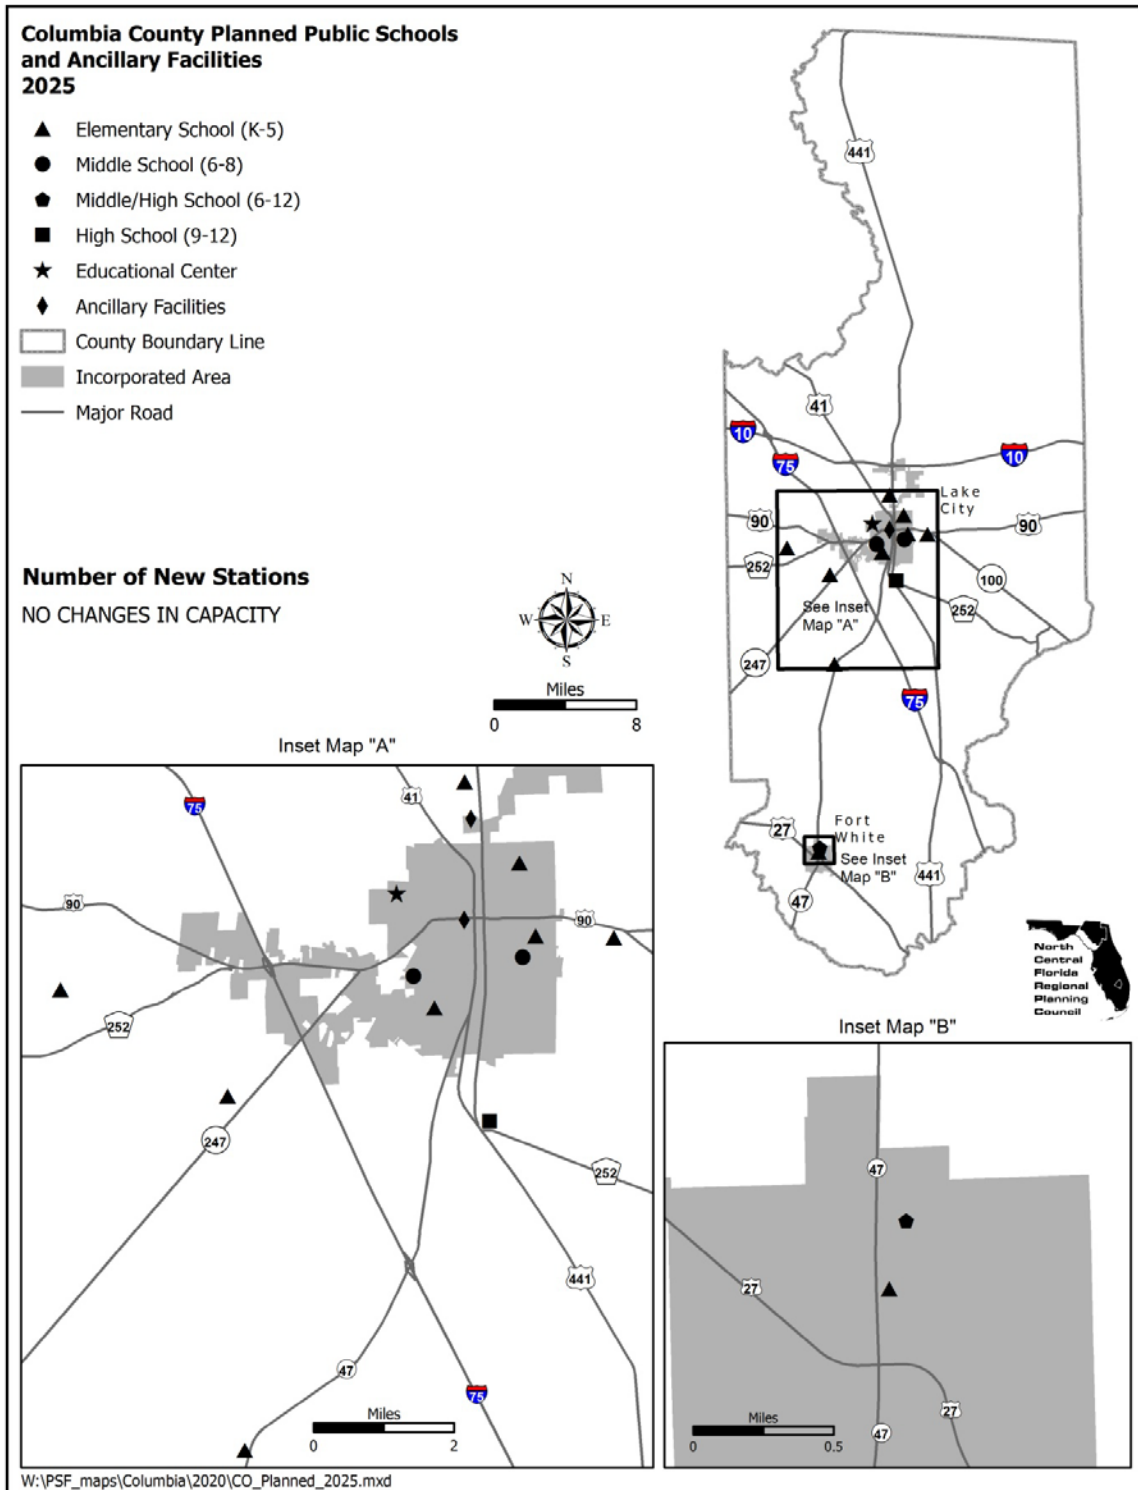 Columbia County Planned Public Schools
and Ancillary Facilities
2025
Elementary School (K-5)
Middle School (6-8)
Middle/High School (6-12)
High School (9-12)
Educational Center
Ancillary Facilities
County Boundary Line
Incorporated Area
Major Road
441
41
10
75
10
Lake
City
90
90
252
100
252
See Inset
Map "A"
247
75
Number of New Stations
NO CHANGES IN CAPACITY
N
W E
S
Miles
0 8
Fort
White
27
See Inset
Map "B"
47
441
North
Central
Florida
Regional
Planning
Council
Inset Map "A"
75
41
90
90
252
247
252
441
47
75
Miles
0 2
Inset Map "B"
47
27
27
47
Miles
0 0.5
W:\PSF_maps\Columbia\2020\CO_Planned_2025.mxd